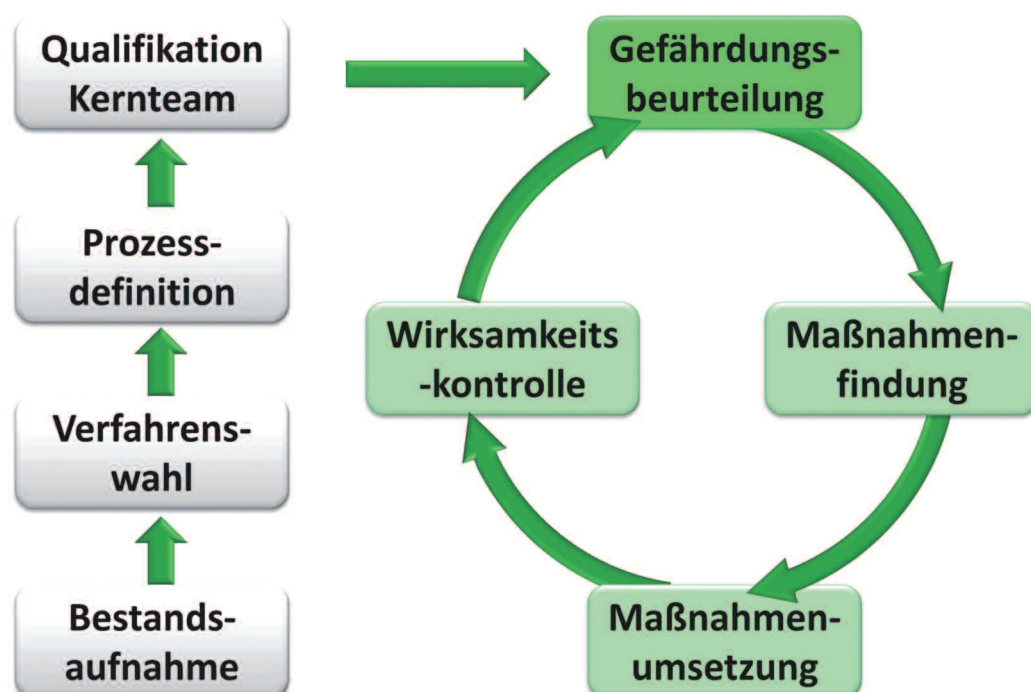 Qualifikation
Kernteam
Prozess-
definition
Verfahrens-
wahl
Bestands-
aufnahme
Gefährdungs-
beurteilung
Maßnahmen-
findung
Maßnahmen-
umsetzung
Wirksamkeits
-kontrolle